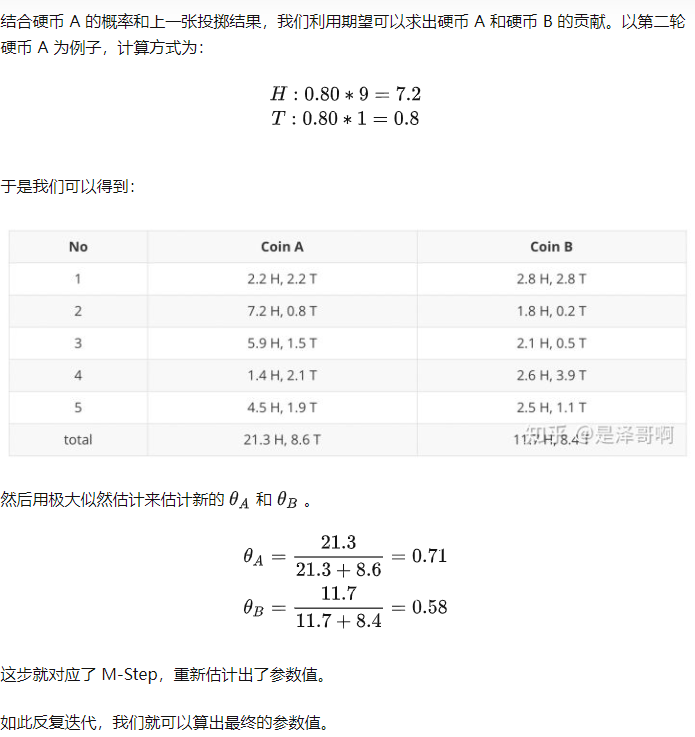 结合硬币 A 的概率和上一张投掷结果，我们利用期望可以求出硬币 A 和硬币 B 的贡献。以第二轮
硬币 A 为例子，计算方式为：
H : 0.80 ∗ 9 = 7.2
T : 0.80 ∗ 1 = 0.8
于是我们可以得到：
No Coin A Coin B
1 2.2 H, 2.2 T 2.8 H, 2.8 T
2 7.2 H, 0.8 T 1.8 H, 0.2 T
3 5.9 H, 1.5 T 2.1 H, 0.5 T
4 1.4 H, 2.1 T 2.6 H, 3.9 T
5 4.5 H, 1.9 T 2.5 H, 1.1 T
total 21.3 H, 8.6 T 11.7 H, 8.4 T
知乎 @是泽哥啊
然后用极大似然估计来估计新的 θA 和 θB 。
θA = 21.3 / 21.3 + 8.6 = 0.71
θB = 11.7 / 11.7 + 8.4 = 0.58
这步就对应了 M-Step，重新估计出了参数值。
如此反复迭代，我们就可以算出最终的参数值。